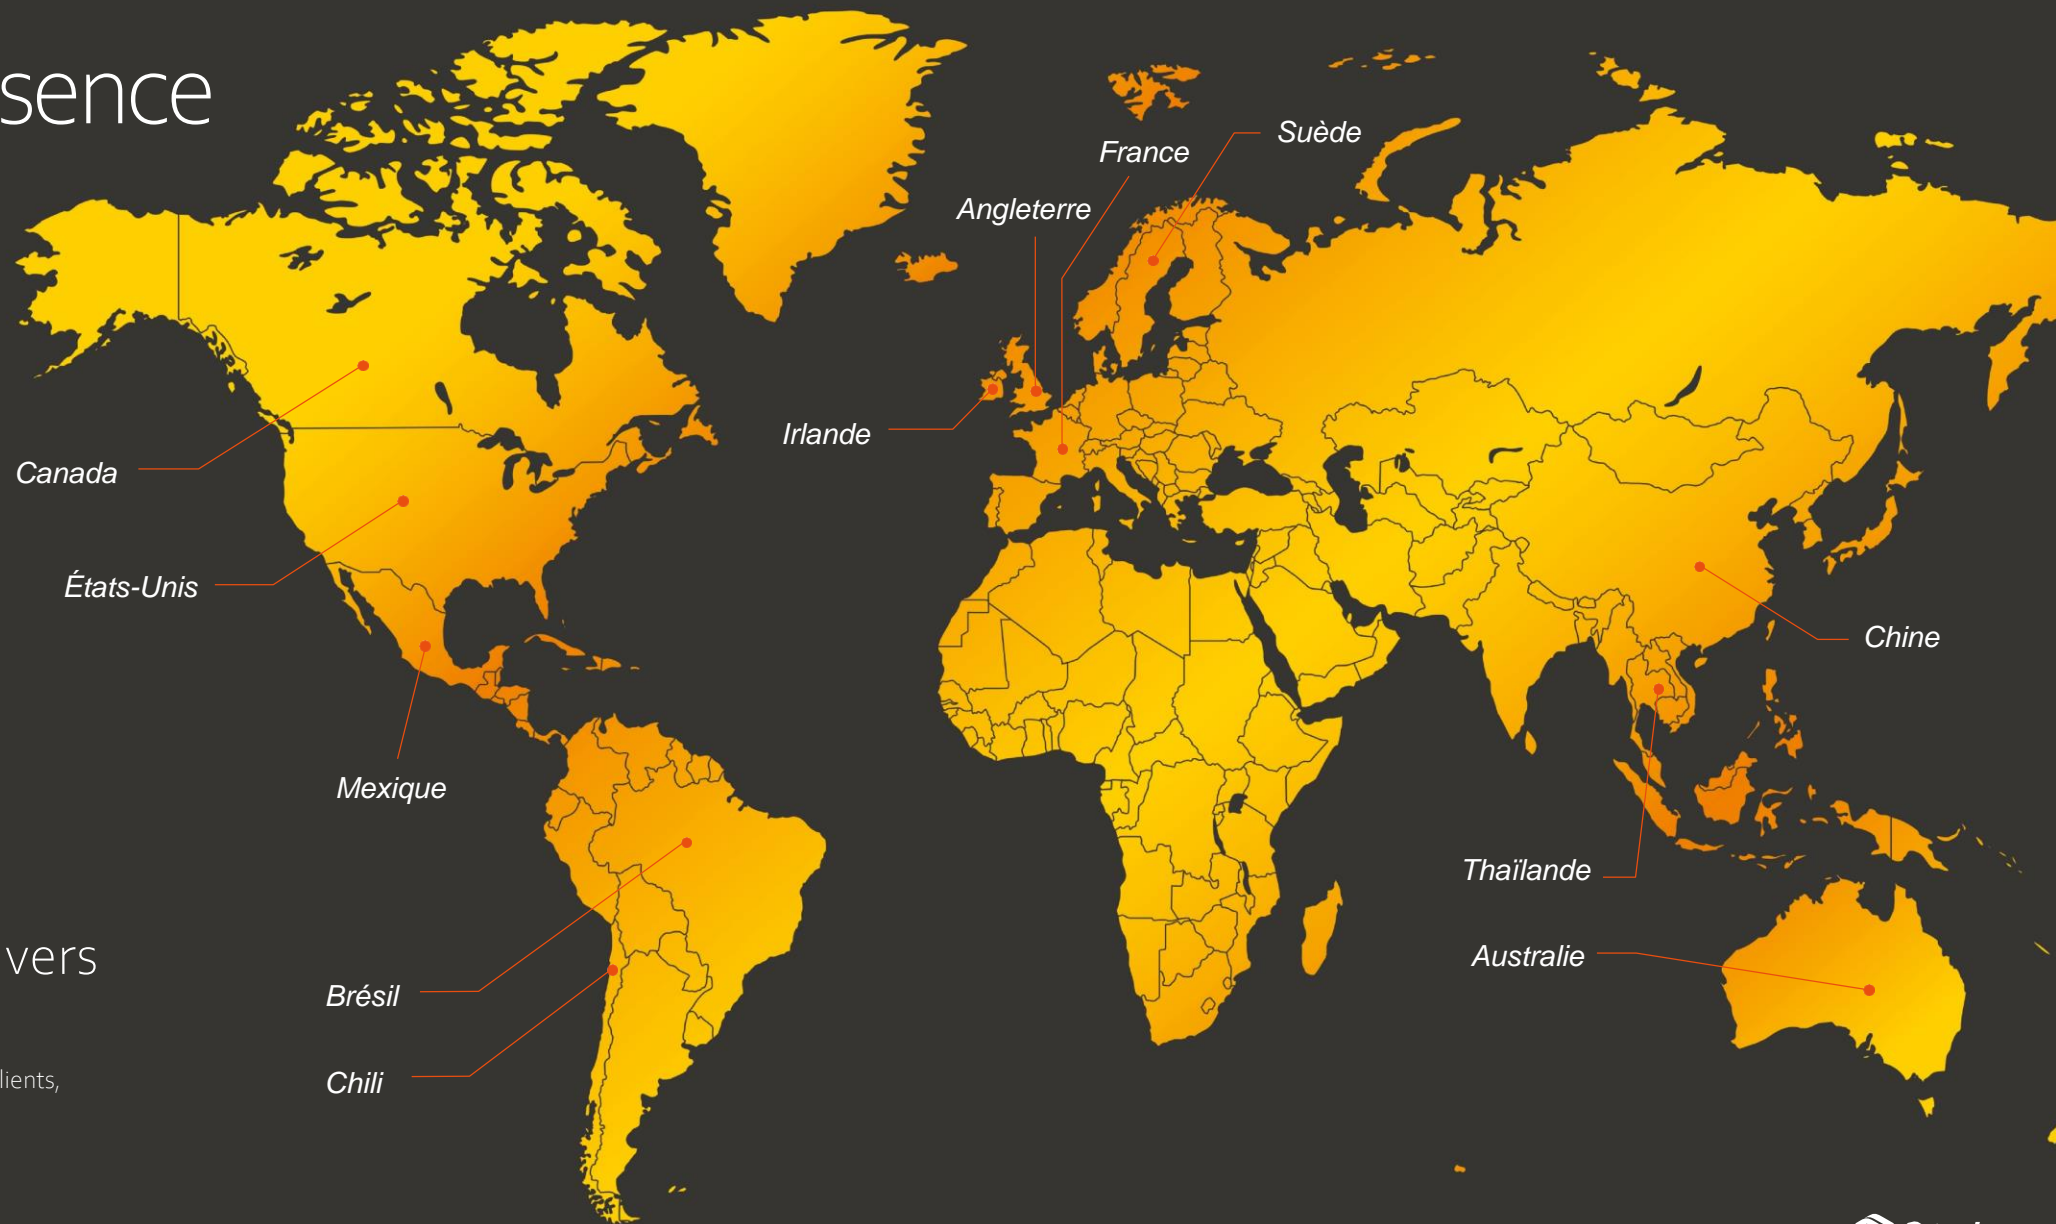 sence
Suède
France
Angleterre
Irlande
Canada
États-Unis
Chine
Mexique
Thaïlande
Australie
vers
Brésil
Chili
lients,